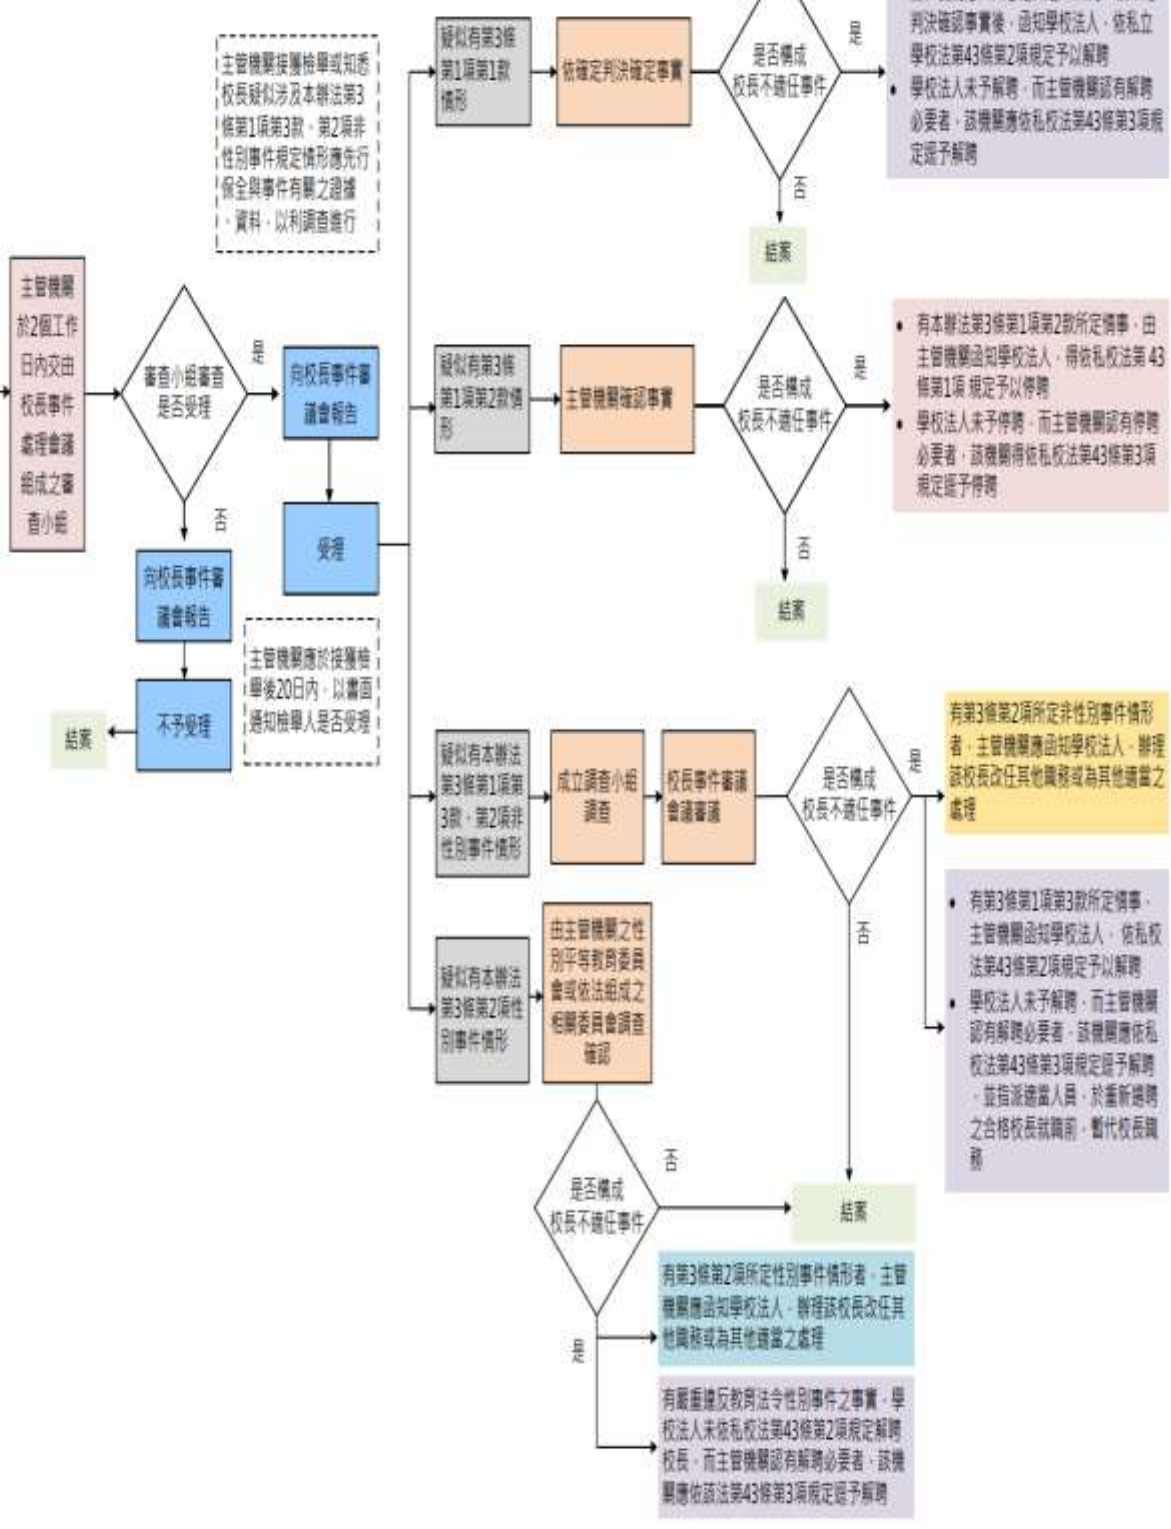 主管機關接獲檢舉或知悉
校長疑似涉及本辦法第3
條第1項第3款、第2項非
性別事件規定情形應先行
保全與事件有關之證據
、資料，以利調查進行
主管機關
於2個工作
日內交由
校長事件
處理會議
組成之審
查小組
審查小組審查
是否受理
是
向校長事件審
議會報告
受理
否
向校長事件審
議會報告
不予受理
結案
主管機關應於接獲檢
舉後20日內，以書面
通知檢舉人是否受理
疑似有第3條
第1項第1款
情形
依確定判決確定事實
是否構成
校長不適任事件
是
判決確認事實後，函知學校法人，依私立
學校法第43條第2項規定予以解聘
• 學校法人未予解聘，而主管機關認有解聘
必要者，該機關應依私校法第43條第3項規
定逕予解聘
否
結案
疑似有第3條
第1項第2款情
形
主管機關確認事實
是否構成
校長不適任事件
是
• 有本辦法第3條第1項第2款所定情事，由
主管機關函知學校法人，得依私校法第 43
條第1項 規定予以停聘
• 學校法人未予停聘，而主管機關認有停聘
必要者，該機關得依私校法第43條第3項
規定逕予停聘
否
結案
疑似有本辦法
第3條第1項第
3款、第2項非
性別事件情形
成立調查小組
調查
校長事件審議
會議審議
是否構成
校長不適任事件
是
有第3條第2項所定非性別事件情形
者，主管機關應函知學校法人，辦理
該校長改任其他職務或為其他適當之
處理
• 有第3條第1項第3款所定情事，
主管機關函知學校法人， 依私校
法第43條第2項規定予以解聘
• 學校法人未予解聘，而主管機關
認有解聘必要者，該機關應依私
校法第43條第3項規定逕予解聘
，並指派適當人員，於重新遴聘
之合格校長就職前，暫代校長職
務
否
疑似有本辦法
第3條第2項性
別事件情形
由主管機關之性
別平等教育委員
會或依法組成之
相關委員會調查
確認
是否構成
校長不適任事件
否
結案
是
有第3條第2項所定性別事件情形者，主管
機關應函知學校法人，辦理該校長改任其
他職務或為其他適當之處理
有嚴重違反教育法令性別事件之事實，學
校法人未依私校法第43條第2項規定解聘
校長，而主管機關認有解聘必要者，該機
關應依該法第43條第3項規定逕予解聘